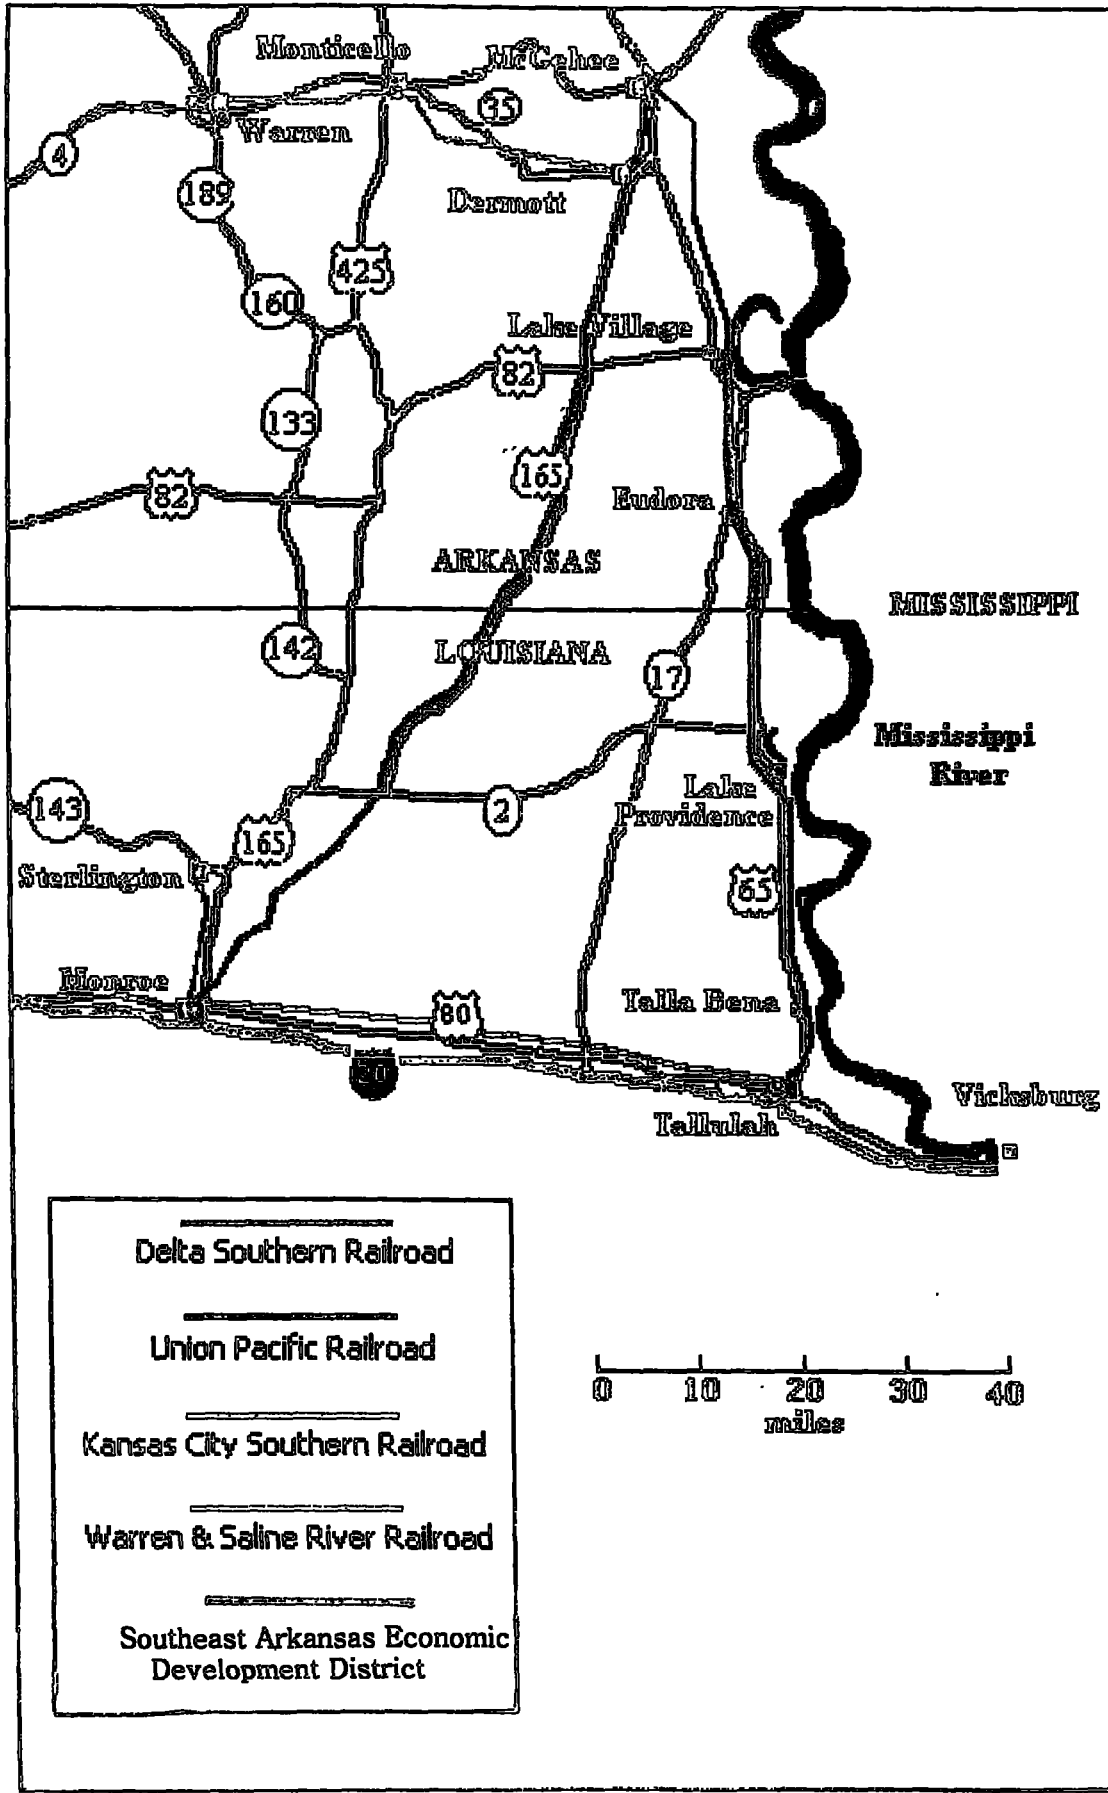 Monticello
McGehee
35
Warren
4
189
Dermott
425
160
Lake Village
82
133
165
82
Eudora
ARKANSAS
MISSISSIPPI
142
LOUISIANA
17
Mississippi
River
143
2
Lake
Providence
165
Sterlington
65
Monroe
80
Talla Bena
Vicksburg
Tallulah
Delta Southern Railroad
Union Pacific Railroad
0 10 20 30 40
miles
Kansas City Southern Railroad
Warren & Saline River Railroad
Southeast Arkansas Economic
Development District